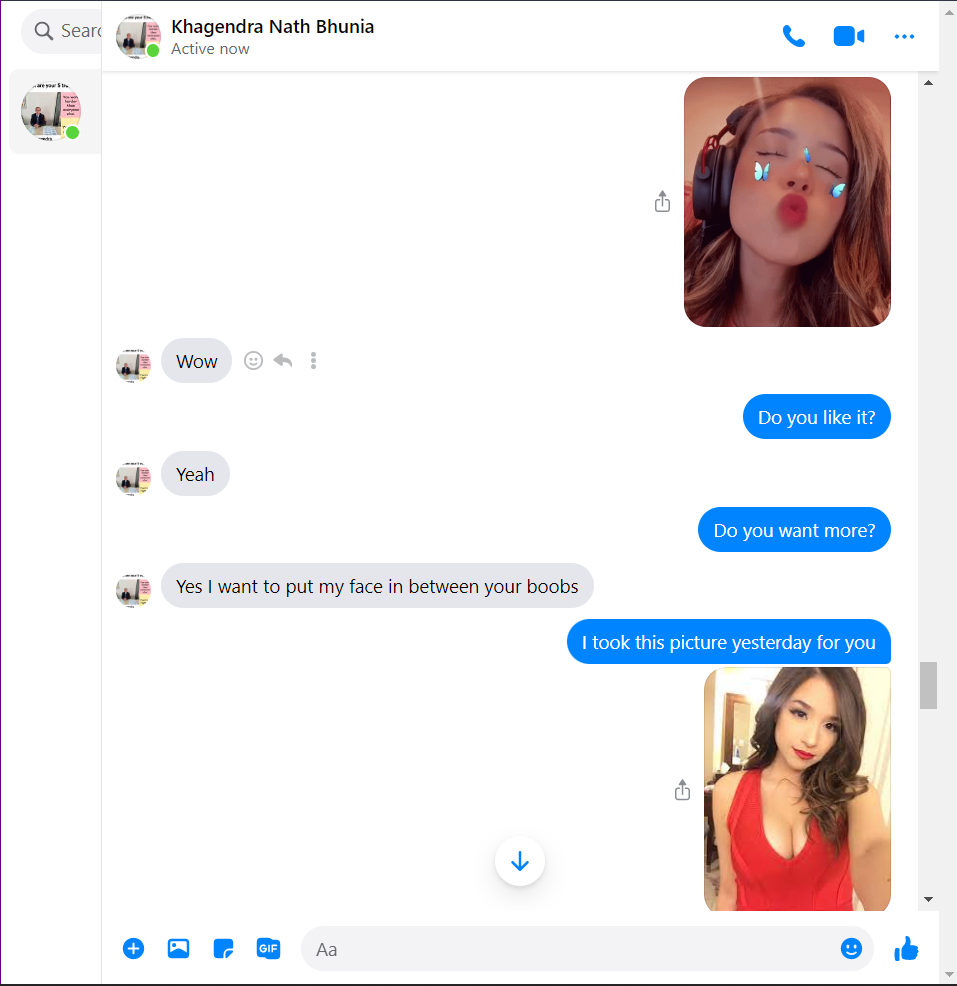 Searc
Khagendra Nath Bhunia
Active now
Wow
Do you like it?
Yeah
Do you want more?
Yes I want to put my face in between your boobs
I took this picture yesterday for you
GIF
Aa